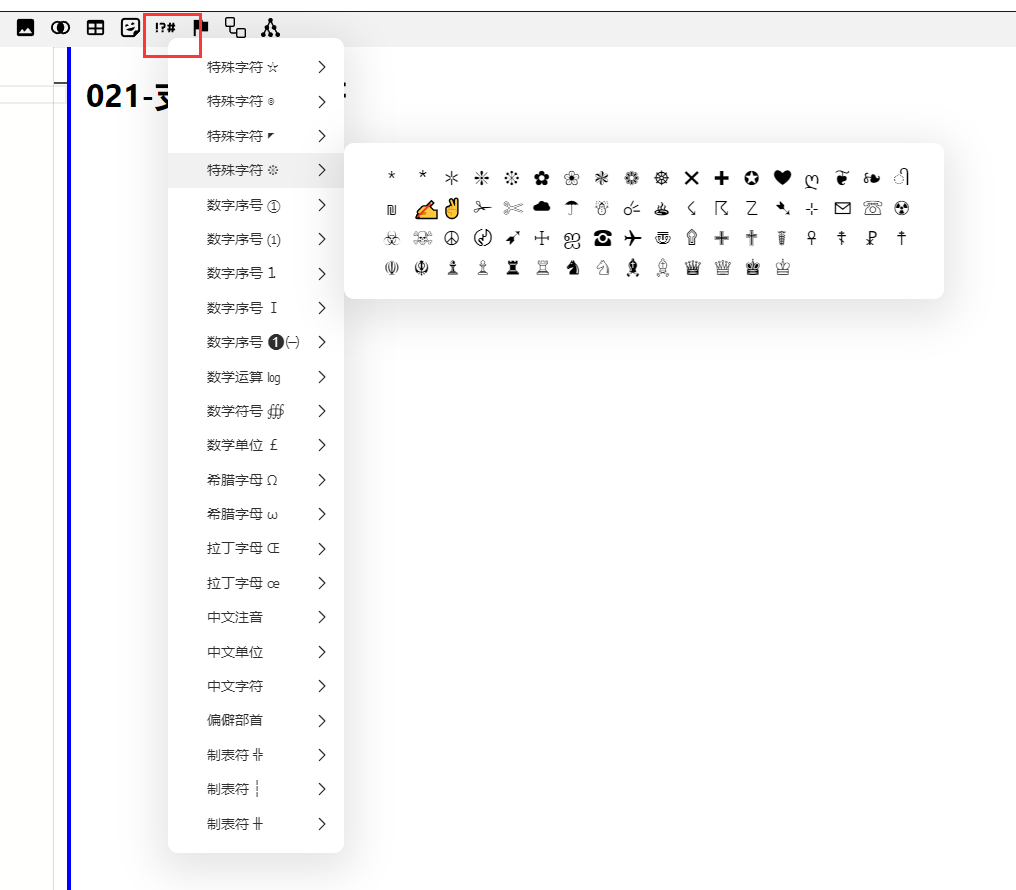 !?#
021-
特殊字符 ☆
特殊字符 ⌾
特殊字符 ◤
特殊字符 ❊
数字序号 ①
数字序号 ⑴
数字序号 1
数字序号 Ⅰ
数字序号 ❶㈠
数学运算 ㏒
数学符号 ∰
数学单位 ￡
希腊字母 Ω
希腊字母 ω
拉丁字母 Œ
拉丁字母 œ
中文注音
中文单位
中文字符
偏僻部首
制表符 ╬
制表符 ┆
制表符 ╫